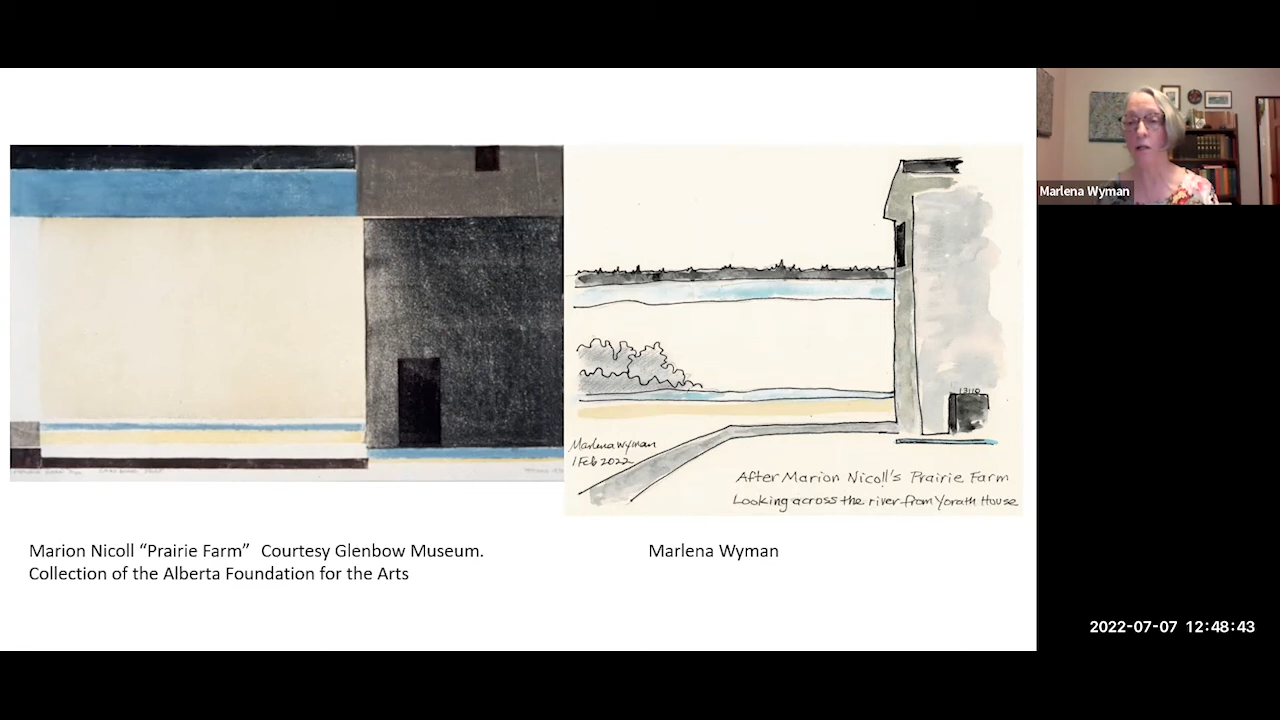 Marlena Wyman
13110
Marlena Wyman
1 Feb 2022
After Marion Nicoll's Prairie Farm
Looking across the river from Yorath House
Marion Nicoll “Prairie Farm”  Courtesy Glenbow Museum.
Collection of the Alberta Foundation for the Arts
Marlena Wyman
2022-07-07 12:48:43